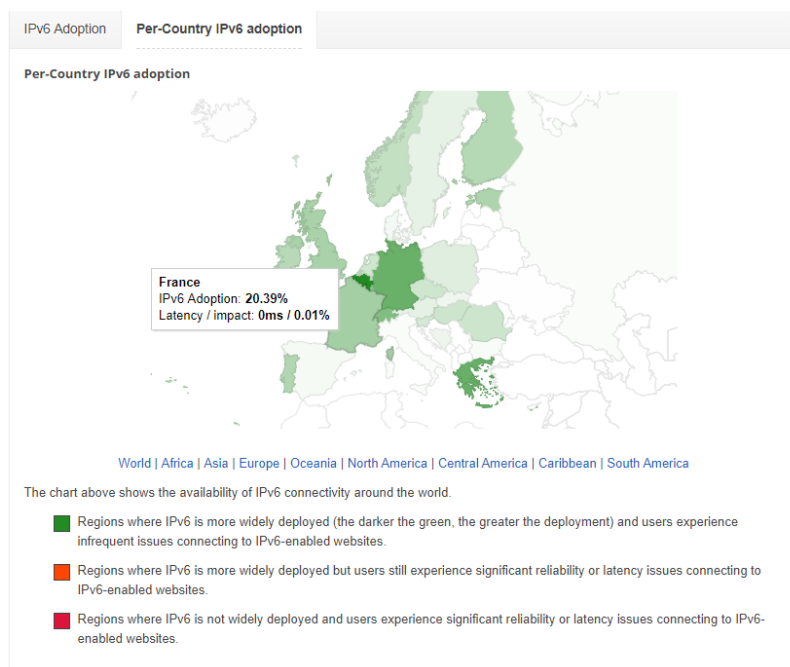 IPv6 Adoption
Per-Country IPv6 adoption
Per-Country IPv6 adoption
France
IPv6 Adoption: 20.39%
Latency / impact: 0ms / 0.01%
World | Africa | Asia | Europe | Oceania | North America | Central America | Caribbean | South America
The chart above shows the availability of IPv6 connectivity around the world.
Regions where IPv6 is more widely deployed (the darker the green, the greater the deployment) and users experience
infrequent issues connecting to IPv6-enabled websites.
Regions where IPv6 is more widely deployed but users still experience significant reliability or latency issues connecting to
IPv6-enabled websites.
Regions where IPv6 is not widely deployed and users experience significant reliability or latency issues connecting to IPv6-
enabled websites.